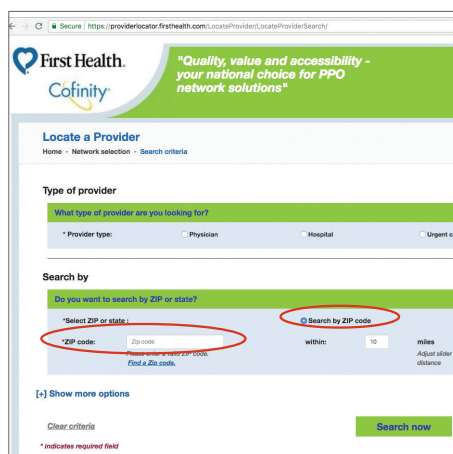 Secure | https://providerlocator.firsthealth.com/LocateProvider/LocateProviderSearch/
First Health.
Cofinity
"Quality, value and accessibility -
your national choice for PPO
network solutions"
Locate a Provider
Home - Network selection - Search criteria
Type of provider
What type of provider are you looking for?
* Provider type: Physician Hospital Urgent c
Search by
Do you want to search by ZIP or state?
*Select ZIP or state : Search by ZIP code
*ZIP code: Zip code within: 10 miles
Please enter a valid ZIP code. Adjust slider
Find a Zip code. distance
[+] Show more options
Clear criteria Search now
* indicates required field